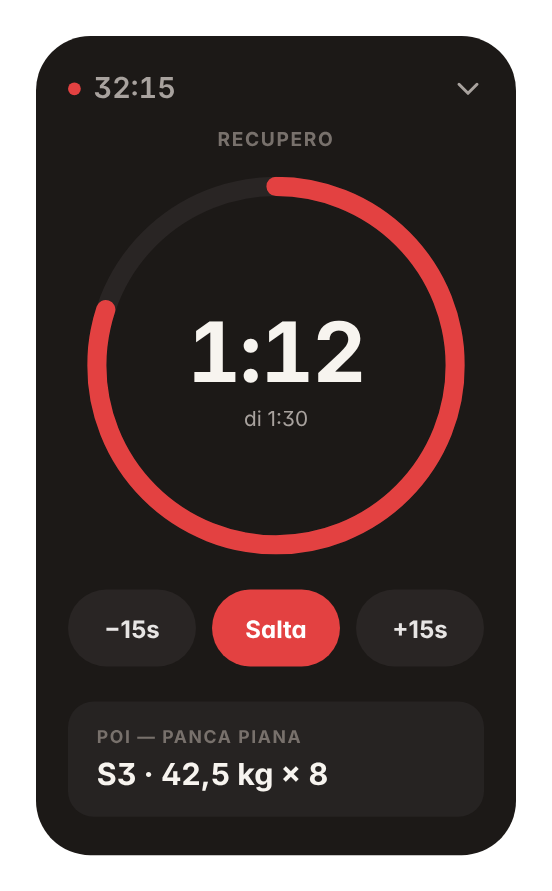 32:15
RECUPERO
1:12
di 1:30
−15s
Salta
+15s
POI — PANCA PIANA
S3 · 42,5 kg × 8